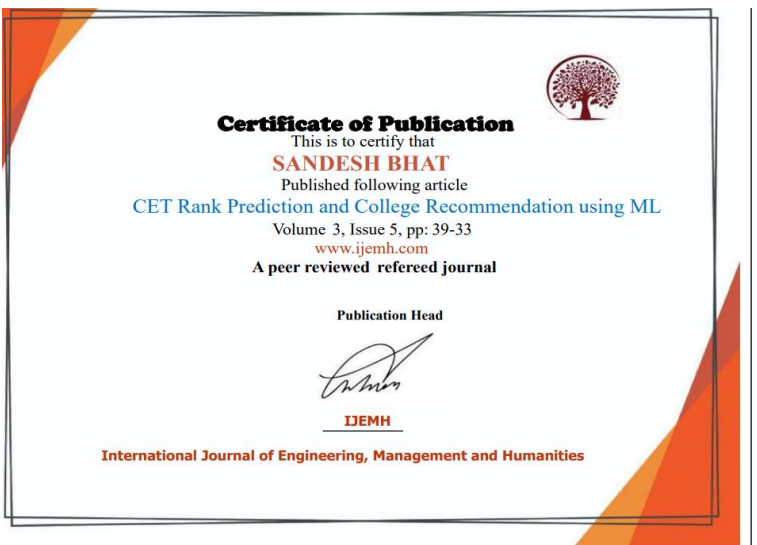 Certificate of Publication
This is to certify that
SANDESH BHAT
Published following article
CET Rank Prediction and College Recommendation using ML
Volume 3, Issue 5, pp: 39-33
www.ijemh.com
A peer reviewed refereed journal
Publication Head
IJEMH
International Journal of Engineering, Management and Humanities